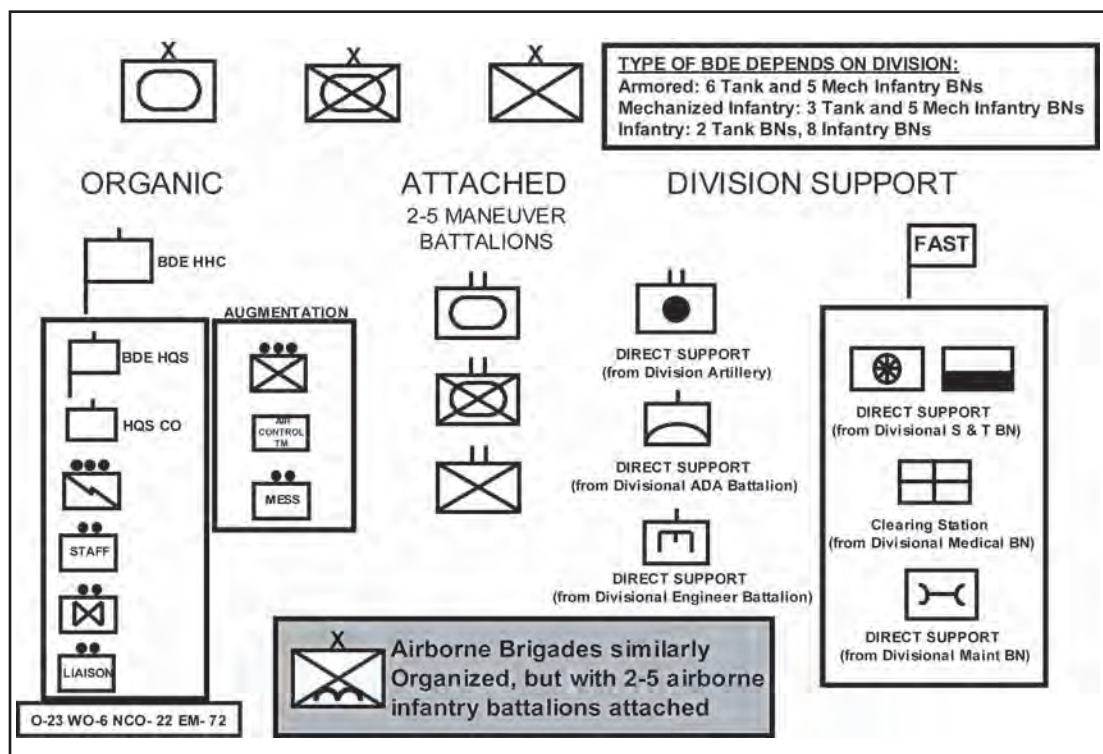 X
X
X
TYPE OF BDE DEPENDS ON DIVISION:
Armored: 6 Tank and 5 Mech Infantry BNs
Mechanized Infantry: 3 Tank and 5 Mech Infantry BNs
Infantry: 2 Tank BNs, 8 Infantry BNs
ORGANIC
BDE HHC
BDE HQS
HQS CO
STAFF
LIAISON
O-23 WO-6 NCO- 22 EM- 72
AUGMENTATION
AIR
CONTROL
TM
MESS
ATTACHED
2-5 MANEUVER
BATTALIONS
DIVISION SUPPORT
DIRECT SUPPORT
(from Division Artillery)
DIRECT SUPPORT
(from Divisional ADA Battalion)
DIRECT SUPPORT
(from Divisional Engineer Battalion)
FAST
DIRECT SUPPORT
(from Divisional S & T BN)
Clearing Station
(from Divisional Medical BN)
DIRECT SUPPORT
(from Divisional Maint BN)
X
Airborne Brigades similarly
Organized, but with 2-5 airborne
infantry battalions attached